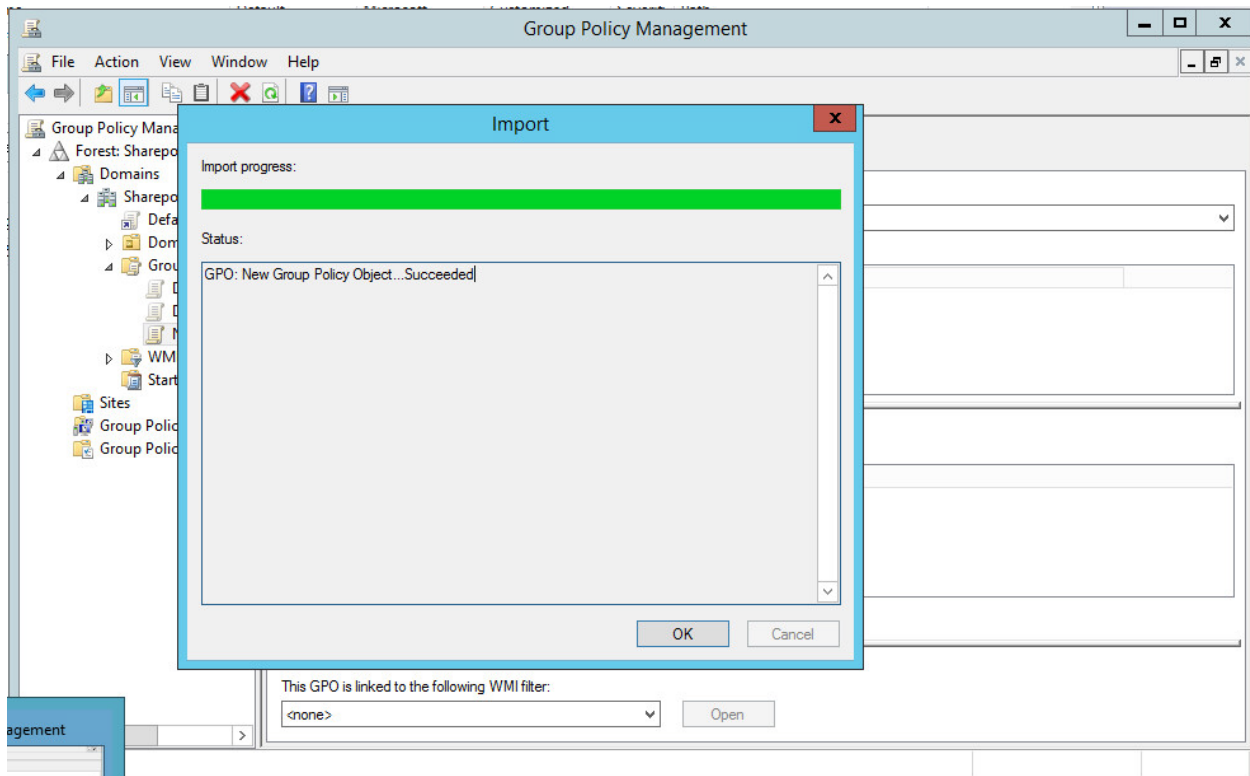 Group Policy Management
File Action View Window Help
Group Policy Mana
Import
Forest: Sharepo
Domains
Sharepo
Defa
Dom
Grou
D
D
N
WM
Start
Sites
Group Polic
Group Polic
Import progress:
Status:
GPO: New Group Policy Object...Succeeded
OK
Cancel
This GPO is linked to the following WMI filter:
<none>
Open
agement